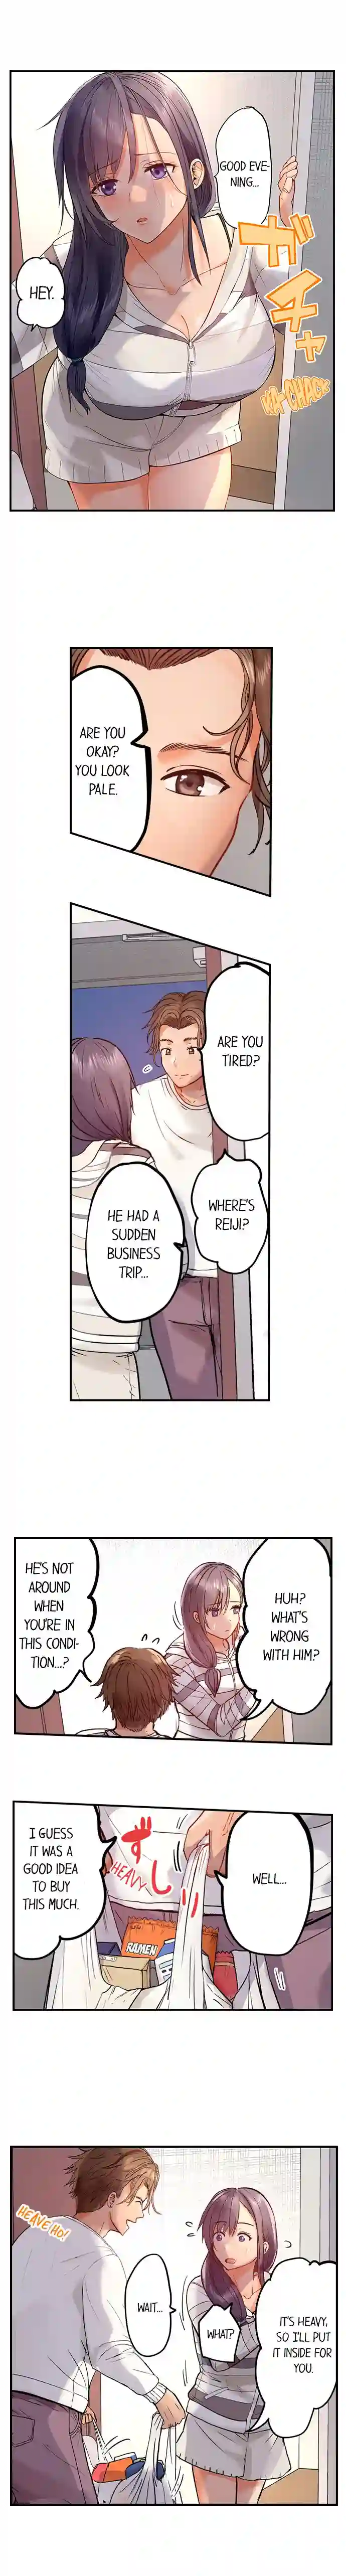 GOOD EVE-
NING...
HEY.
ドチャッ
KA-CHACK
ARE YOU
OKAY?
YOU LOOK
PALE.
ARE YOU
TIRED?
WHERE'S
REIJI?
HE HAD A
SUDDEN
BUSINESS
TRIP...
HUH?
WHAT'S
WRONG
WITH HIM?
HE'S NOT
AROUND
WHEN
YOU'RE IN
THIS CONDI-
TION...?
WELL...
ずしり
HEAVY
RAMEN
I GUESS
IT WAS A
GOOD IDEA
TO BUY
THIS MUCH.
HEAVE HO!
IT'S HEAVY,
SO I'LL PUT
IT INSIDE FOR
YOU.
WHAT?
WAIT...